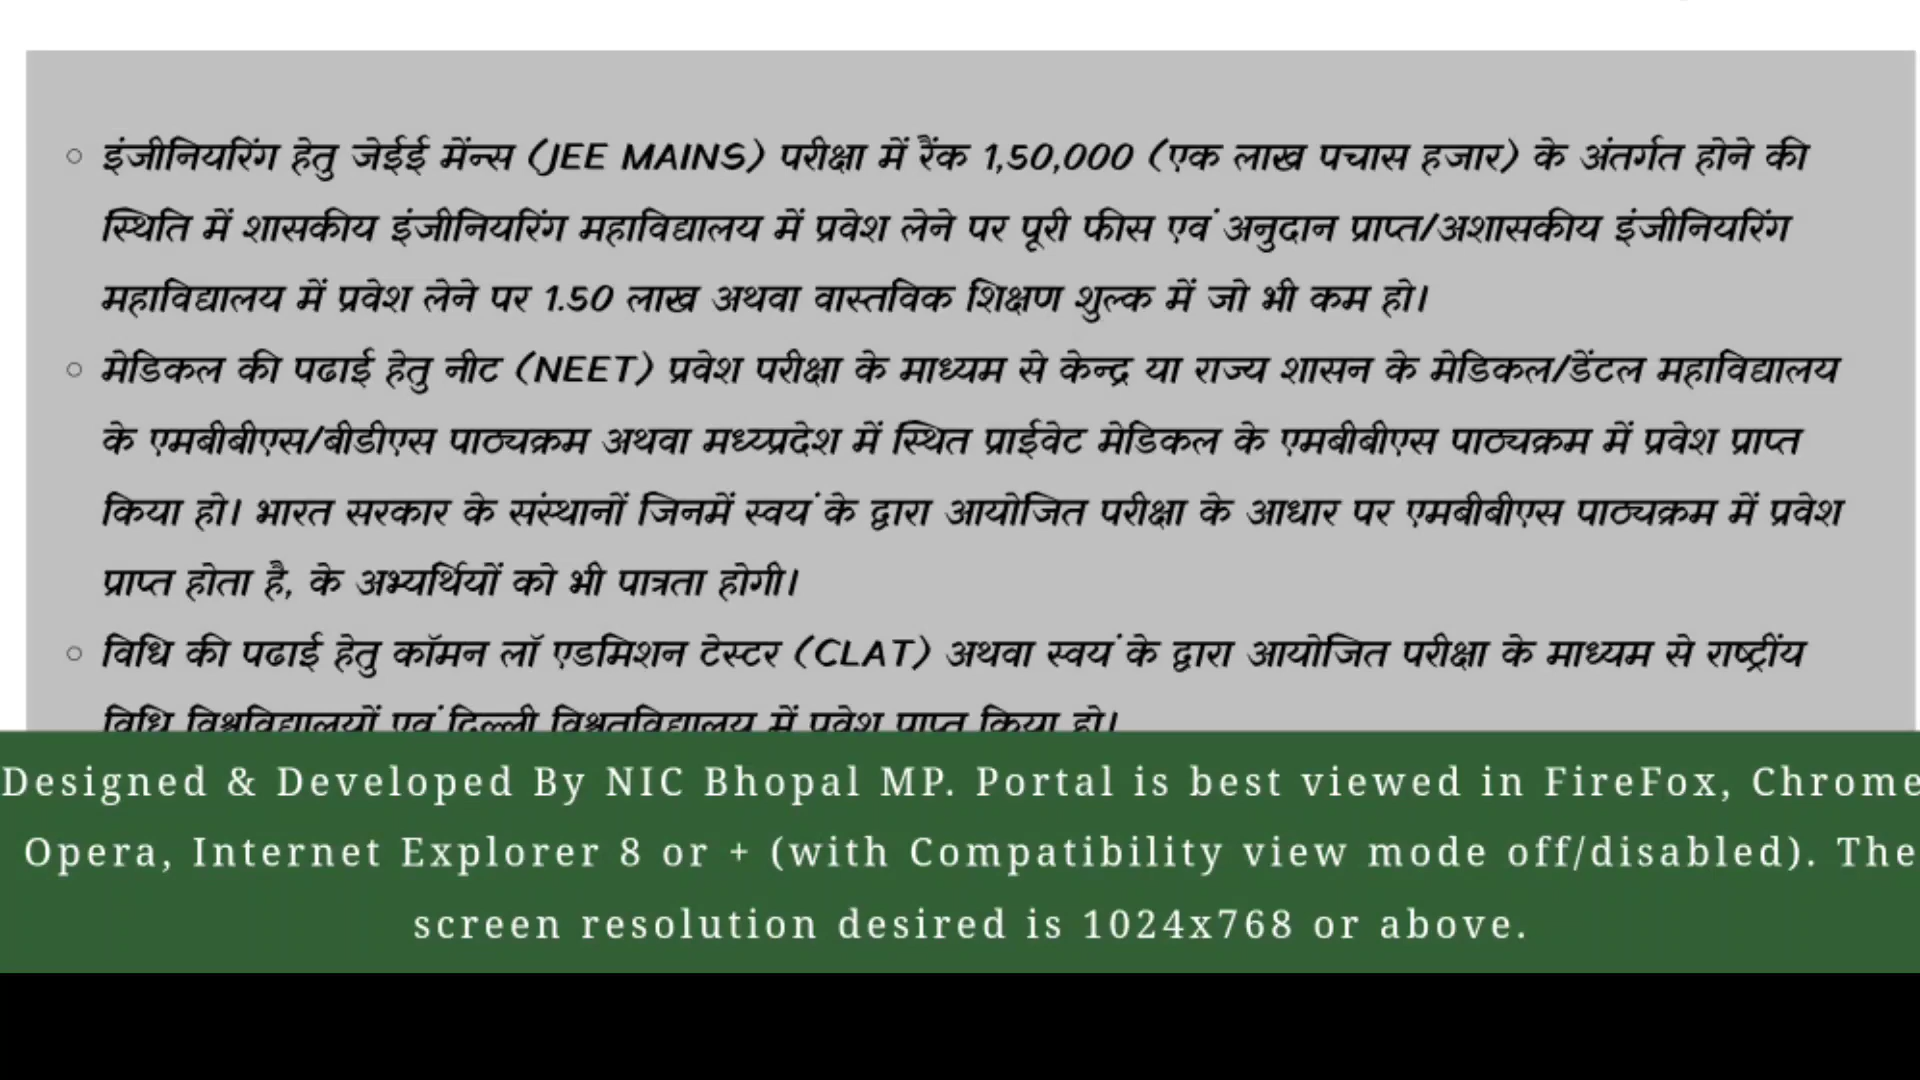 इंजीनियरिंग हेतु जेईई मेंन्स (JEE MAINS) परीक्षा में रैंक 1,50,000 (एक लाख पचास हजार) के अंतर्गत होने की
स्थिति में शासकीय इंजीनियरिंग महाविद्यालय में प्रवेश लेने पर पूरी फीस एवं अनुदान प्राप्त/अशासकीय इंजीनियरिंग
महाविद्यालय में प्रवेश लेने पर 1.50 लाख अथवा वास्तविक शिक्षण शुल्क में जो भी कम हो।
मेडिकल की पढाई हेतु नीट (NEET) प्रवेश परीक्षा के माध्यम से केन्द्र या राज्य शासन के मेडिकल/डेंटल महाविद्यालय
के एमबीबीएस/बीडीएस पाठ्यक्रम अथवा मध्यप्रदेश में स्थित प्राईवेट मेडिकल के एमबीबीएस पाठ्यक्रम में प्रवेश प्राप्त
किया हो। भारत सरकार के संस्थानों जिनमें स्वयं के द्वारा आयोजित परीक्षा के आधार पर एमबीबीएस पाठ्यक्रम में प्रवेश
प्राप्त होता है, के अभ्यर्थियों को भी पात्रता होगी।
विधि की पढाई हेतु कॉमन लॉ एडमिशन टेस्टर (CLAT) अथवा स्वयं के द्वारा आयोजित परीक्षा के माध्यम से राष्ट्रींय
विधि विश्वविद्यालयों एवं दिल्ली विश्वतविद्यालय में प्रवेश प्राप्त किया हो।
Designed & Developed By NIC Bhopal MP. Portal is best viewed in FireFox, Chrome
Opera, Internet Explorer 8 or + (with Compatibility view mode off/disabled). The
screen resolution desired is 1024x768 or above.